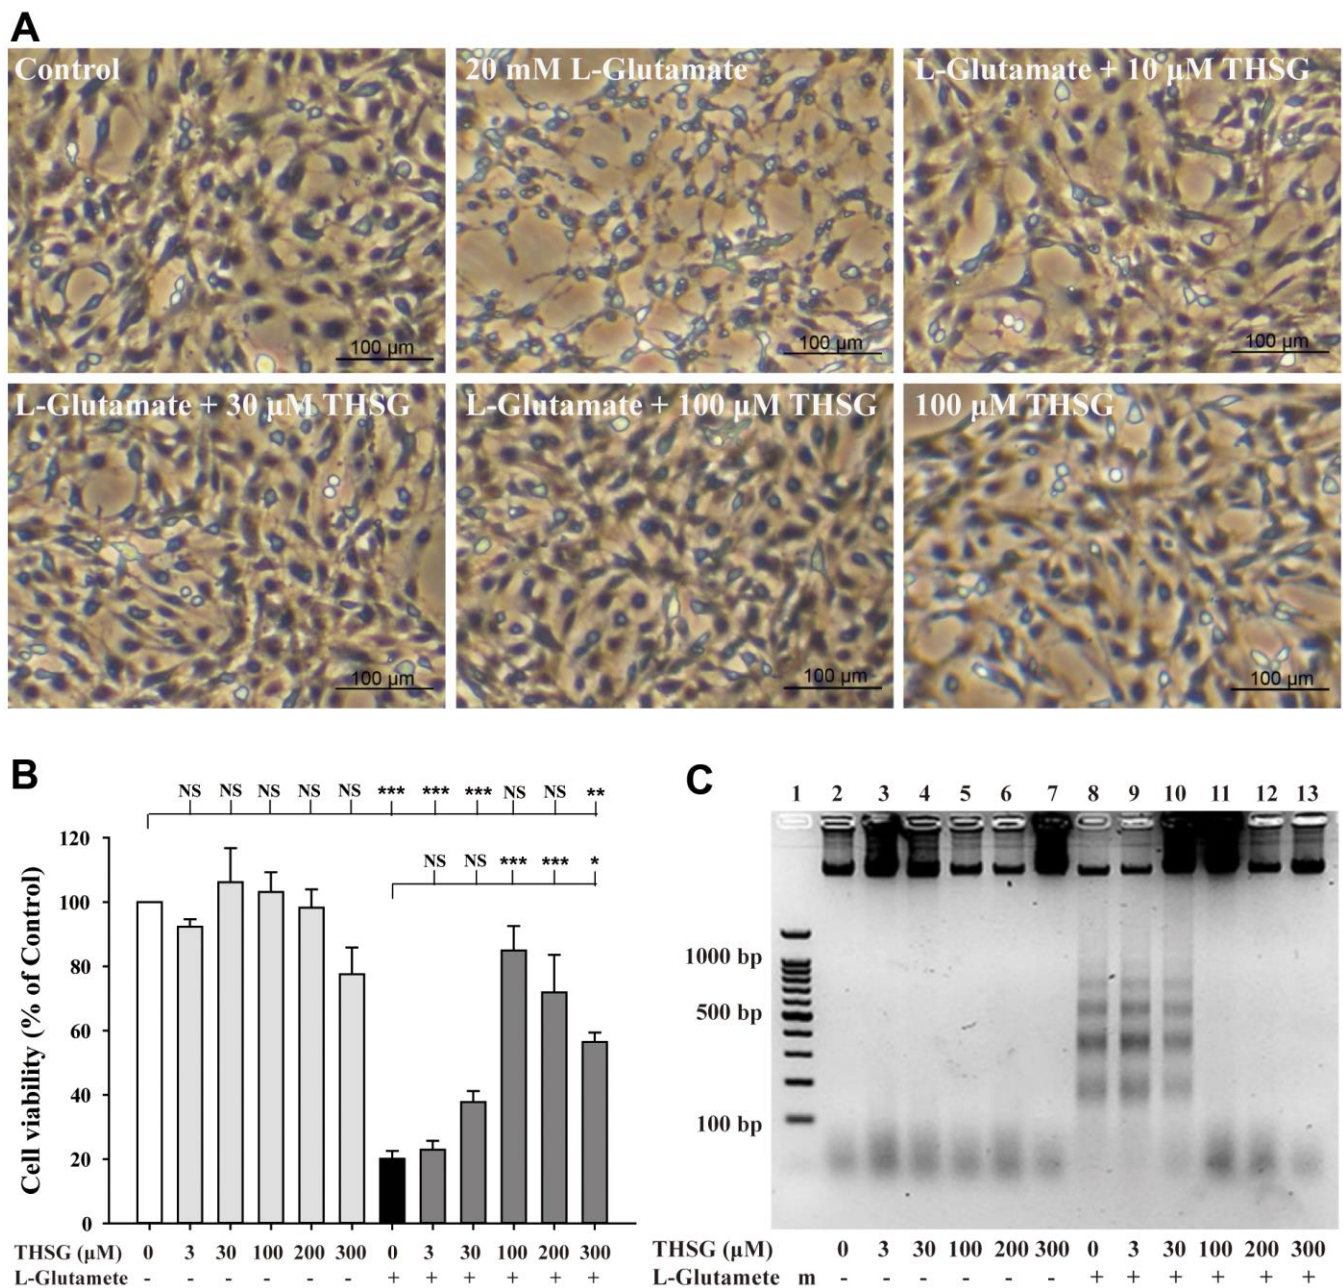 A
Control
20 mM L-Glutamate
L-Glutamate + 10 µM THSG
100 µm
100 µm
100 µm
L-Glutamate + 30 µM THSG
L-Glutamate + 100 µM THSG
100 µM THSG
100 µm
100 µm
100 µm
B
NS NS NS NS NS *** *** *** NS NS **
NS NS *** *** *
Cell viability (% of Control)
120
100
80
60
40
20
0
THSG (µM) 0 3 30 100 200 300 0 3 30 100 200 300
L-Glutamete - - - - - - + + + + + +
C
1 2 3 4 5 6 7 8 9 10 11 12 13
1000 bp
500 bp
100 bp
THSG (µM) 0 3 30 100 200 300 0 3 30 100 200 300
L-Glutamete m - - - - - - + + + + + +